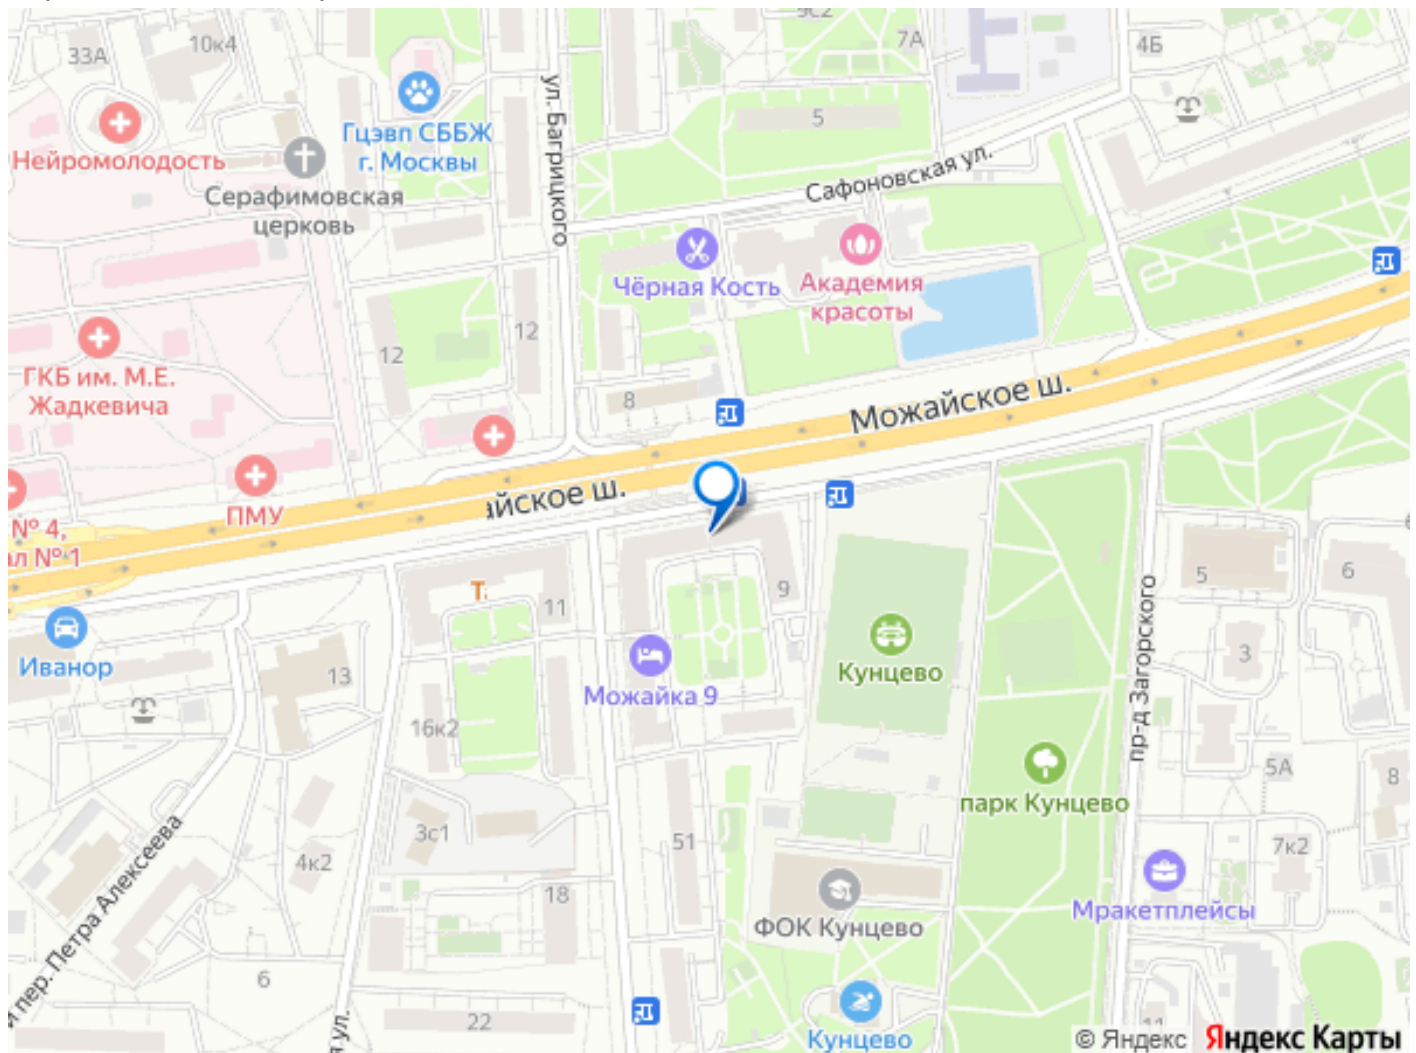 9с2
10к4
33А
7А
4Б
ул. Багрицкого
5
Гцэвп СББЖ
г. Москвы
Нейромолодость
Сафоновская ул.
Серафимовская
церковь
Чёрная Кость
Академия
красоты
12
12
ГКБ им. М.Е.
Жадкевича
8
Можайское ш.
айское ш.
ПМУ
№ 4,
ал № 1
5
6
9
11
Т.
Иванор
13
Кунцево
3
пр-д Загорского
Можайка 9
16к2
5А
8
парк Кунцево
3с1
51
7к2
4к2
пер. Петра Алексеева
18
Мракетплейсы
ФОК Кунцево
6
22
я ул.
Кунцево
11
© Яндекс Яндекс Карты